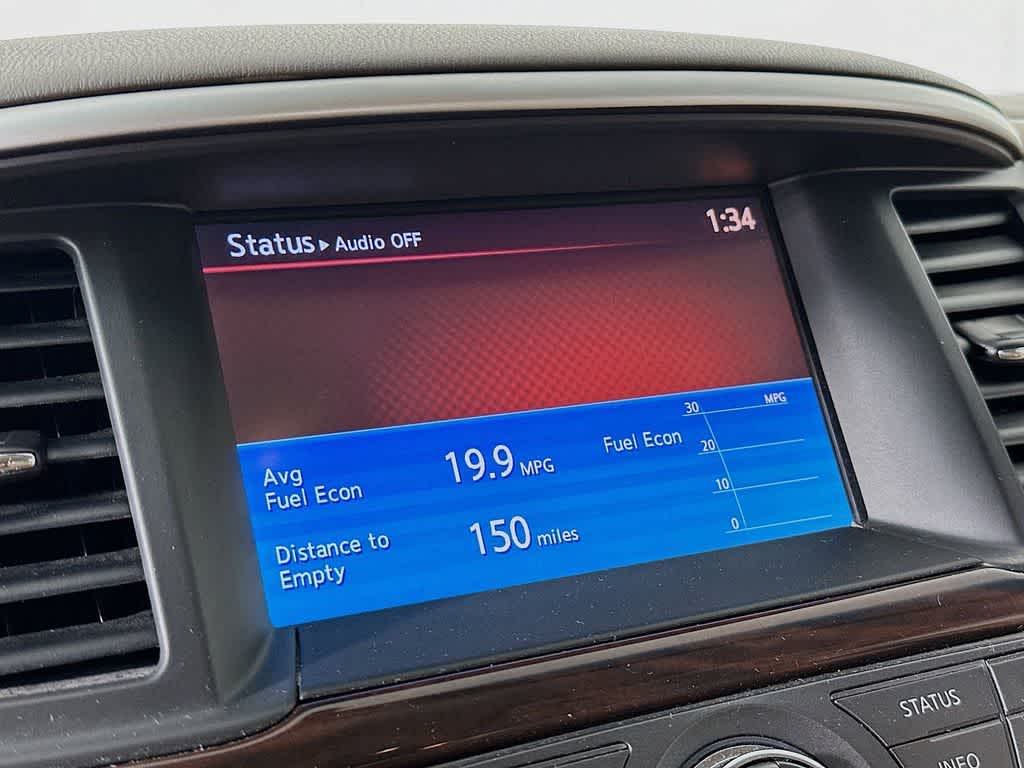 Status▸Audio OFF
1:34
Avg
Fuel Econ
19.9 MPG
Distance to
Empty
150 miles
Fuel Econ
MPG
30
20
10
0
STATUS
INFO